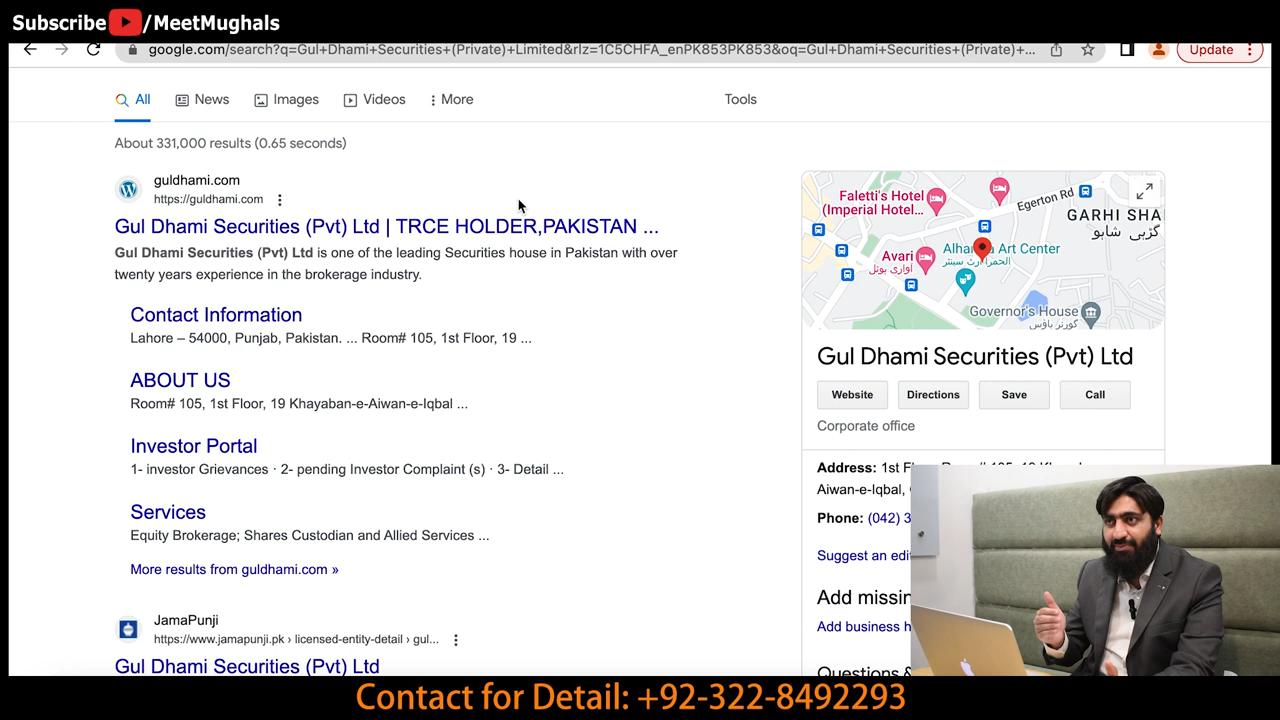 Subscribe /MeetMughals
google.com/search?q=Gul+Dhami+Securities+(Private)+Limited&rlz=1C5CHFA_enPK853PK853&oq=Gul+Dhami+Securities+(Private)+...
Update
All
News
Images
Videos
More
Tools
About 331,000 results (0.65 seconds)
guldhami.com
https://guldhami.com
Gul Dhami Securities (Pvt) Ltd | TRCE HOLDER,PAKISTAN ...
Gul Dhami Securities (Pvt) Ltd is one of the leading Securities house in Pakistan with over
twenty years experience in the brokerage industry.
Contact Information
Lahore – 54000, Punjab, Pakistan. ... Room# 105, 1st Floor, 19 ...
ABOUT US
Room# 105, 1st Floor, 19 Khayaban-e-Aiwan-e-Iqbal ...
Investor Portal
1- investor Grievances · 2- pending Investor Complaint (s) · 3- Detail ...
Services
Equity Brokerage; Shares Custodian and Allied Services ...
More results from guldhami.com »
JamaPunji
https://www.jamapunji.pk › licensed-entity-detail › gul...
Gul Dhami Securities (Pvt) Ltd
Faletti's Hotel
(Imperial Hotel...
Egerton Rd
GARHI SHA
گڑہی شاہو
Avari
آواری ہوٹل
Art Center
الحمرا آرٹ سینٹر
Governor's House
گورنر ہاؤس
Gul Dhami Securities (Pvt) Ltd
Website
Directions
Save
Call
Corporate office
Address: 1st
Aiwan-e-Iqbal,
Phone: (042) 3
Suggest an edi
Add missin
Add business h
Questions &
Contact for Detail: +92-322-8492293